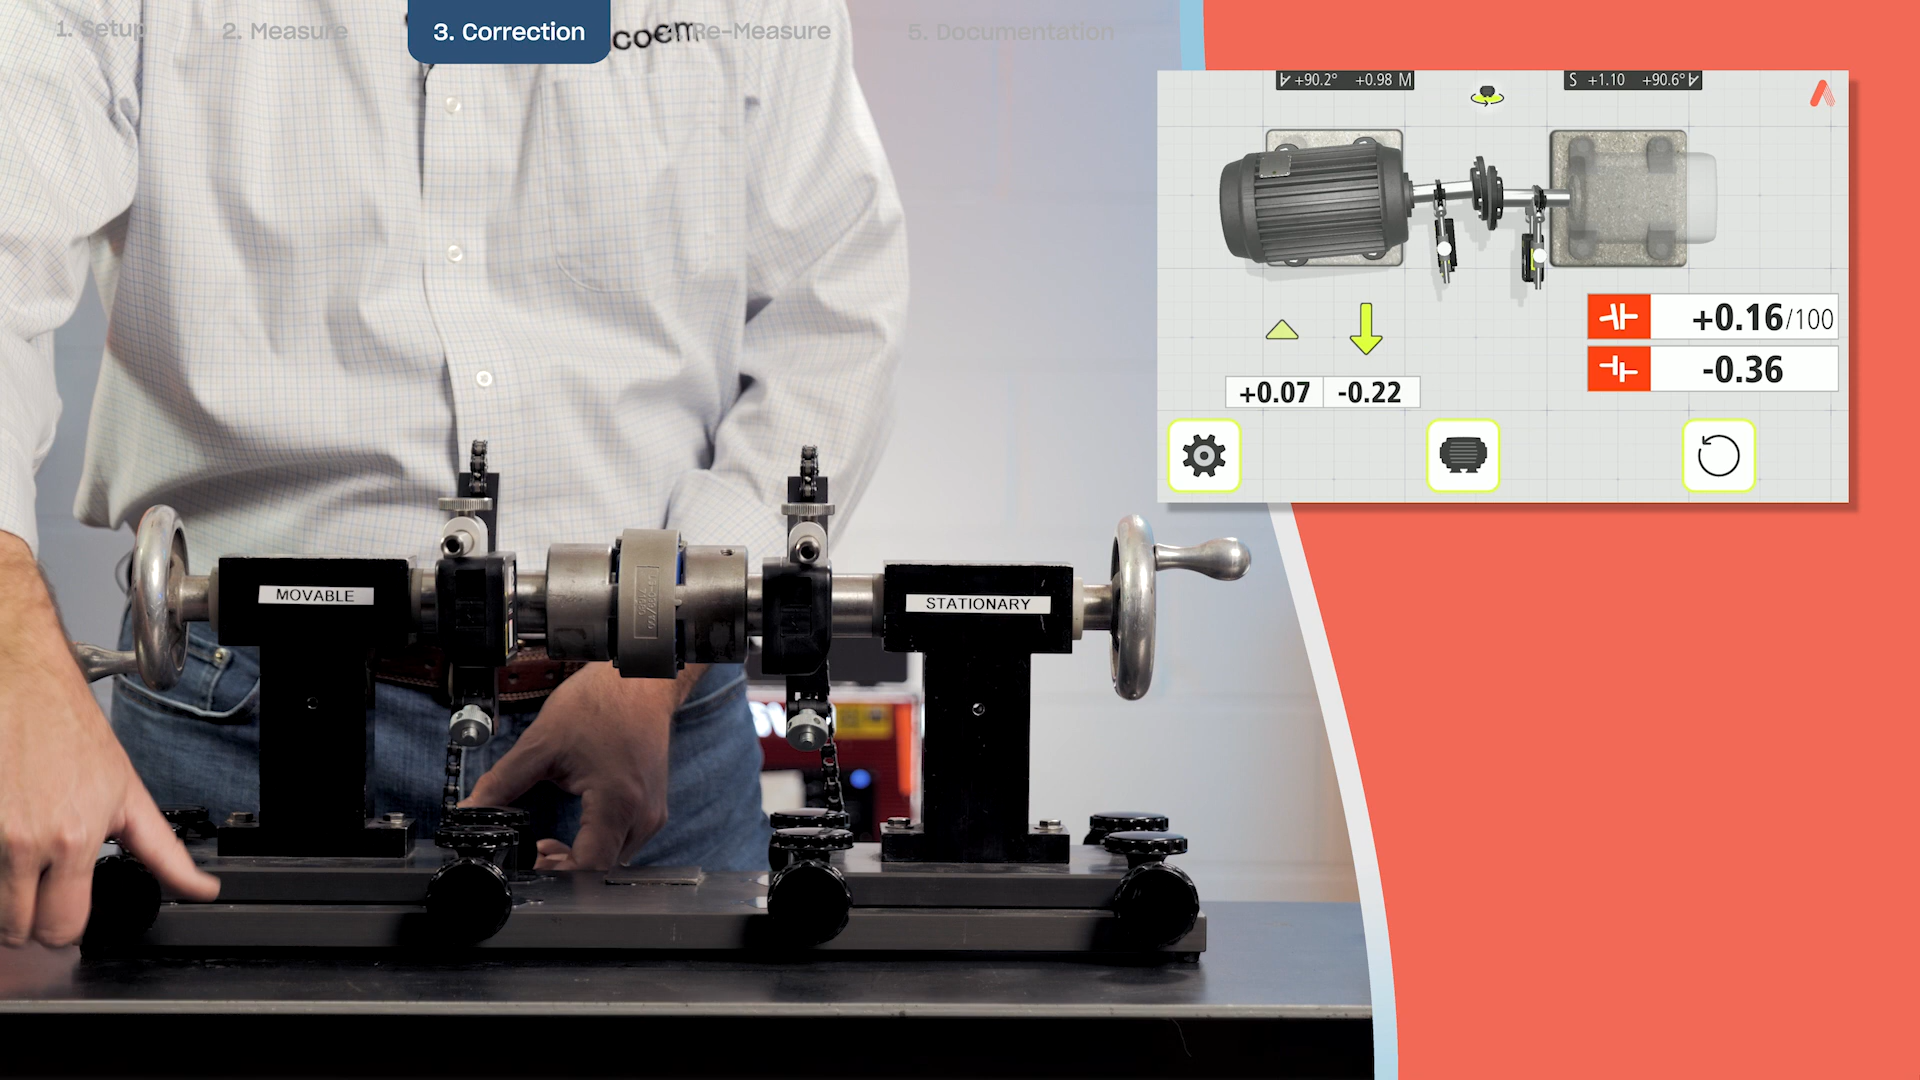 1. Setup
2. Measure
3. Correction
Re-Measure
5. Documentation
acoem
+90.2° +0.98 M
S +1.10 +90.6°
+0.16/100
-0.36
+0.07 -0.22
MOVABLE
STATIONARY